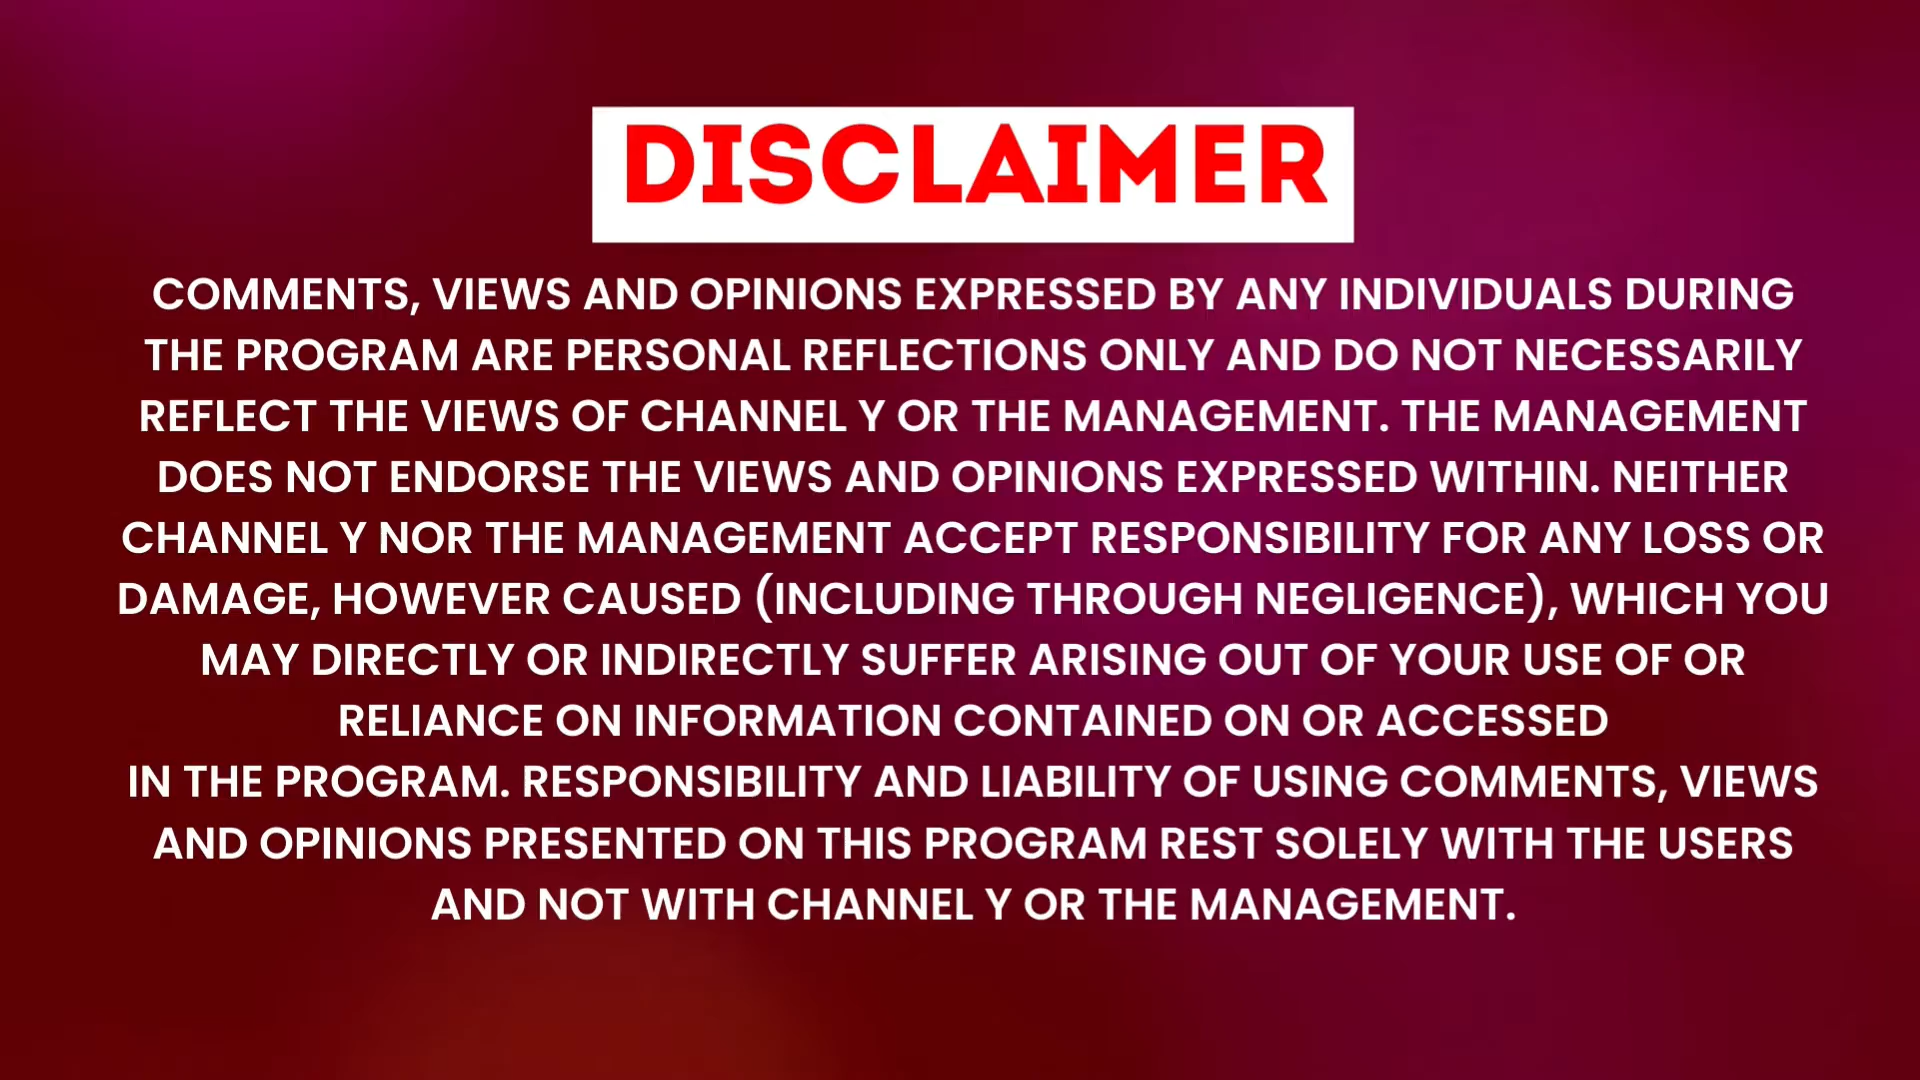 DISCLAIMER
COMMENTS, VIEWS AND OPINIONS EXPRESSED BY ANY INDIVIDUALS DURING
THE PROGRAM ARE PERSONAL REFLECTIONS ONLY AND DO NOT NECESSARILY
REFLECT THE VIEWS OF CHANNEL Y OR THE MANAGEMENT. THE MANAGEMENT
DOES NOT ENDORSE THE VIEWS AND OPINIONS EXPRESSED WITHIN. NEITHER
CHANNEL Y NOR THE MANAGEMENT ACCEPT RESPONSIBILITY FOR ANY LOSS OR
DAMAGE, HOWEVER CAUSED (INCLUDING THROUGH NEGLIGENCE), WHICH YOU
MAY DIRECTLY OR INDIRECTLY SUFFER ARISING OUT OF YOUR USE OF OR
RELIANCE ON INFORMATION CONTAINED ON OR ACCESSED
IN THE PROGRAM. RESPONSIBILITY AND LIABILITY OF USING COMMENTS, VIEWS
AND OPINIONS PRESENTED ON THIS PROGRAM REST SOLELY WITH THE USERS
AND NOT WITH CHANNEL Y OR THE MANAGEMENT.